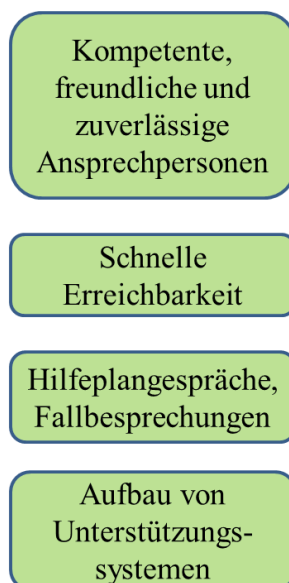 Kompetente,
freundliche und
zuverlässige
Ansprechpersonen
Schnelle
Erreichbarkeit
Hilfeplangespräche,
Fallbesprechungen
Aufbau von
Unterstützungs-
systemen